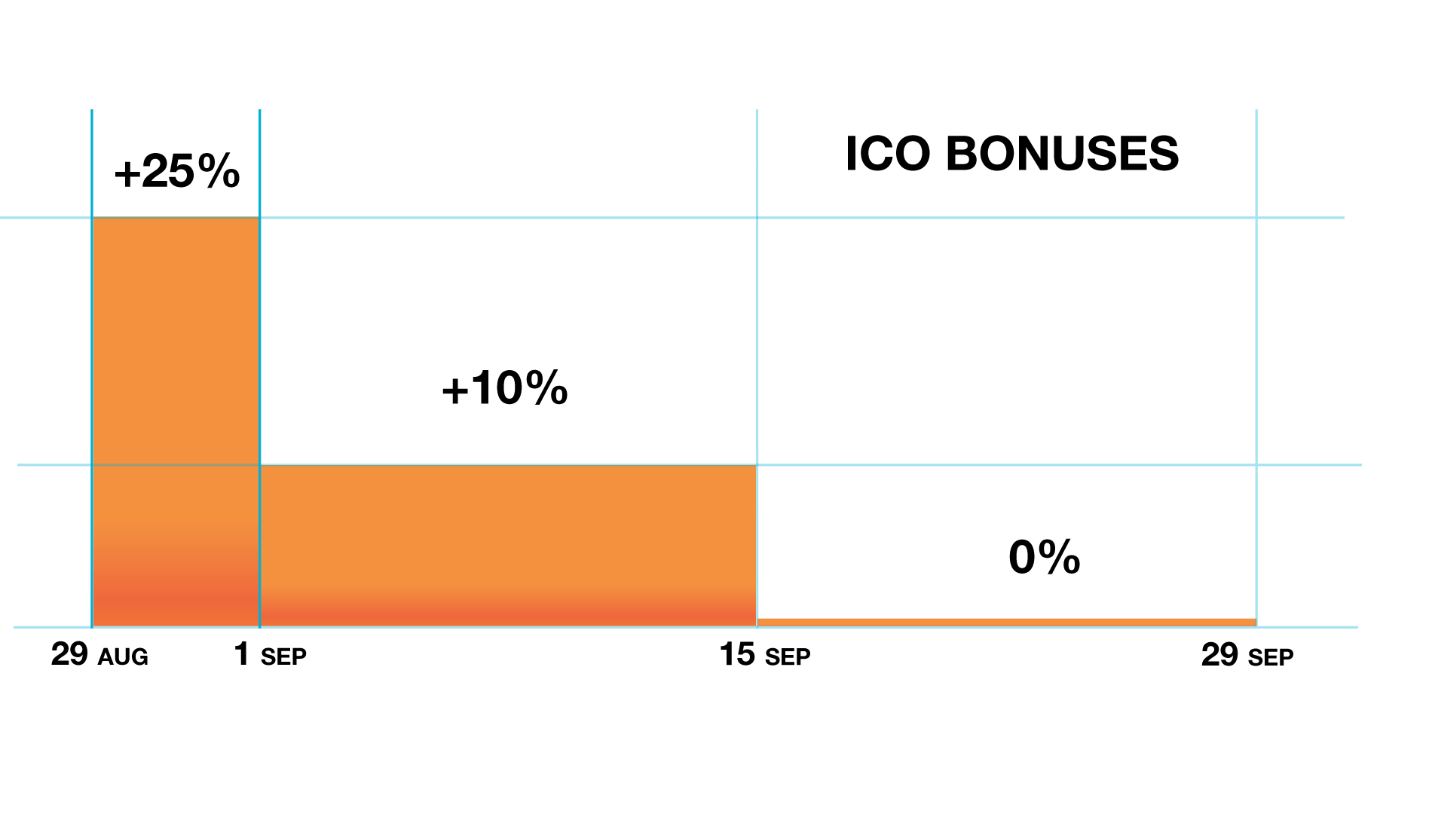 ICO BONUSES
+25%
+10%
0%
29 AUG
1 SEP
15 SEP
29 SEP